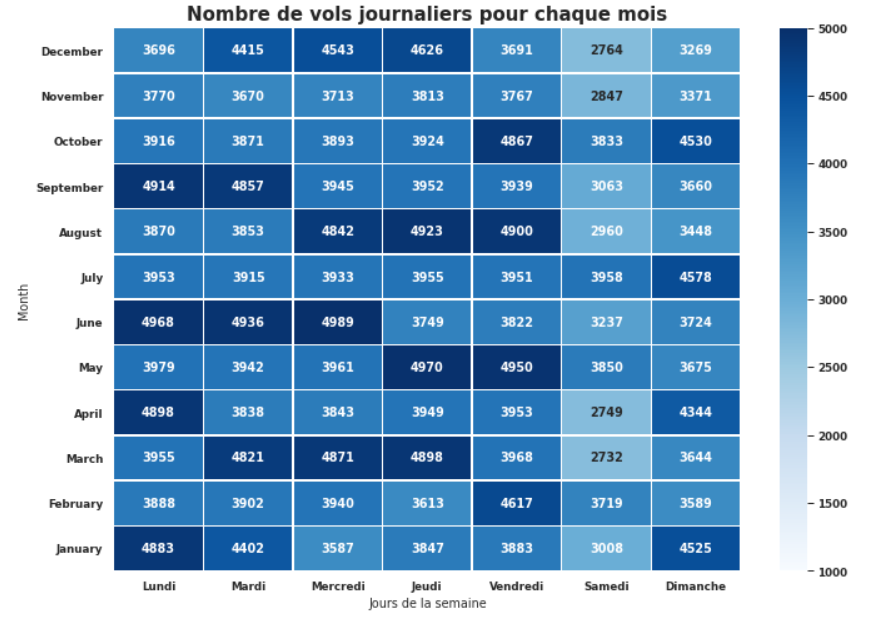 Nombre de vols journaliers pour chaque mois
December 3696 4415 4543 4626 3691 2764 3269
November 3770 3670 3713 3813 3767 2847 3371
October 3916 3871 3893 3924 4867 3833 4530
September 4914 4857 3945 3952 3939 3063 3660
August 3870 3853 4842 4923 4900 2960 3448
July 3953 3915 3933 3955 3951 3958 4578
June 4968 4936 4989 3749 3822 3237 3724
May 3979 3942 3961 4970 4950 3850 3675
April 4898 3838 3843 3949 3953 2749 4344
March 3955 4821 4871 4898 3968 2732 3644
February 3888 3902 3940 3613 4617 3719 3589
January 4883 4402 3587 3847 3883 3008 4525
Lundi Mardi Mercredi Jeudi Vendredi Samedi Dimanche
Jours de la semaine
Month
5000
4500
4000
3500
3000
2500
2000
1500
1000